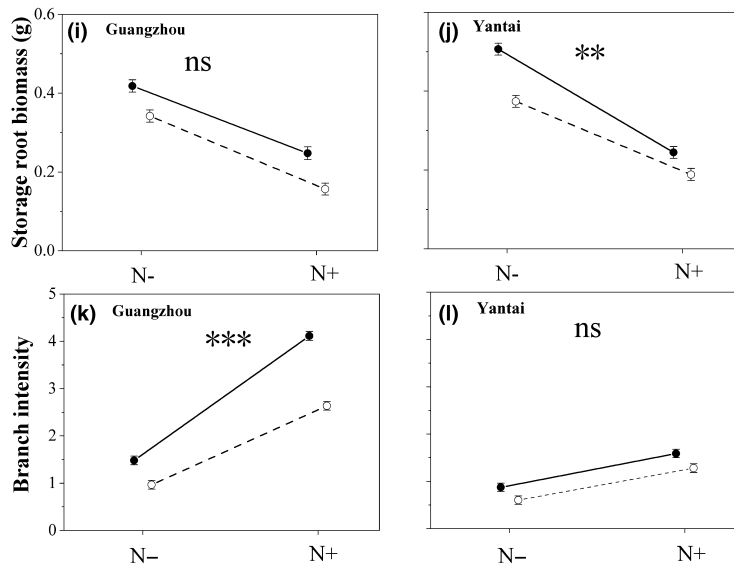 (i) Guangzhou
ns
(j) Yantai
**
Storage root biomass (g)
0.6
0.4
0.2
0.0
N- N+
N- N+
(k) Guangzhou
***
(l) Yantai
ns
Branch intensity
5
4
3
2
1
0
N– N+
N– N+